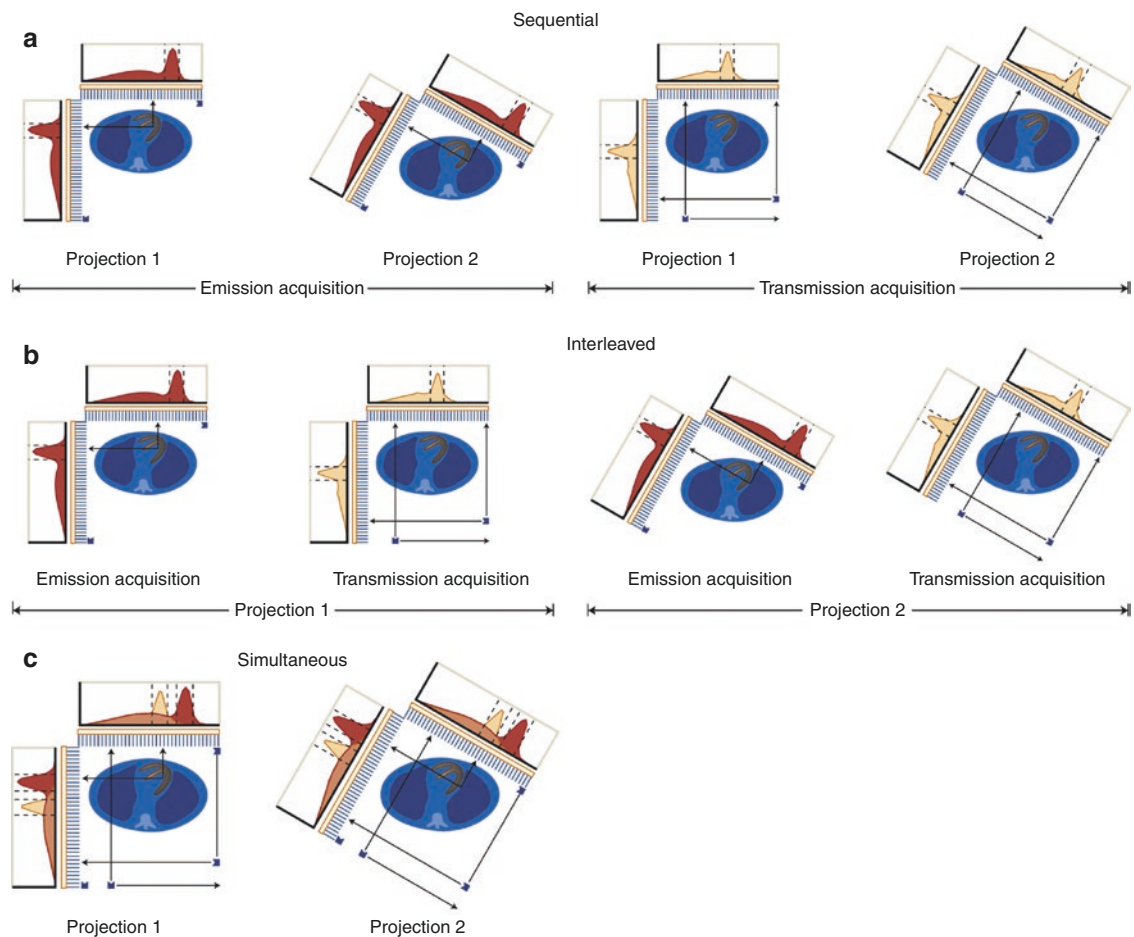 a
Sequential
Projection 1
Projection 2
Projection 1
Projection 2
Emission acquisition
Transmission acquisition
b
Interleaved
Emission acquisition
Transmission acquisition
Emission acquisition
Transmission acquisition
Projection 1
Projection 2
c
Simultaneous
Projection 1
Projection 2